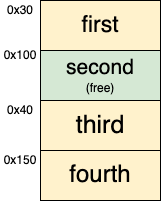 0x30
first
0x100
second
(free)
0x40
third
0x150
fourth